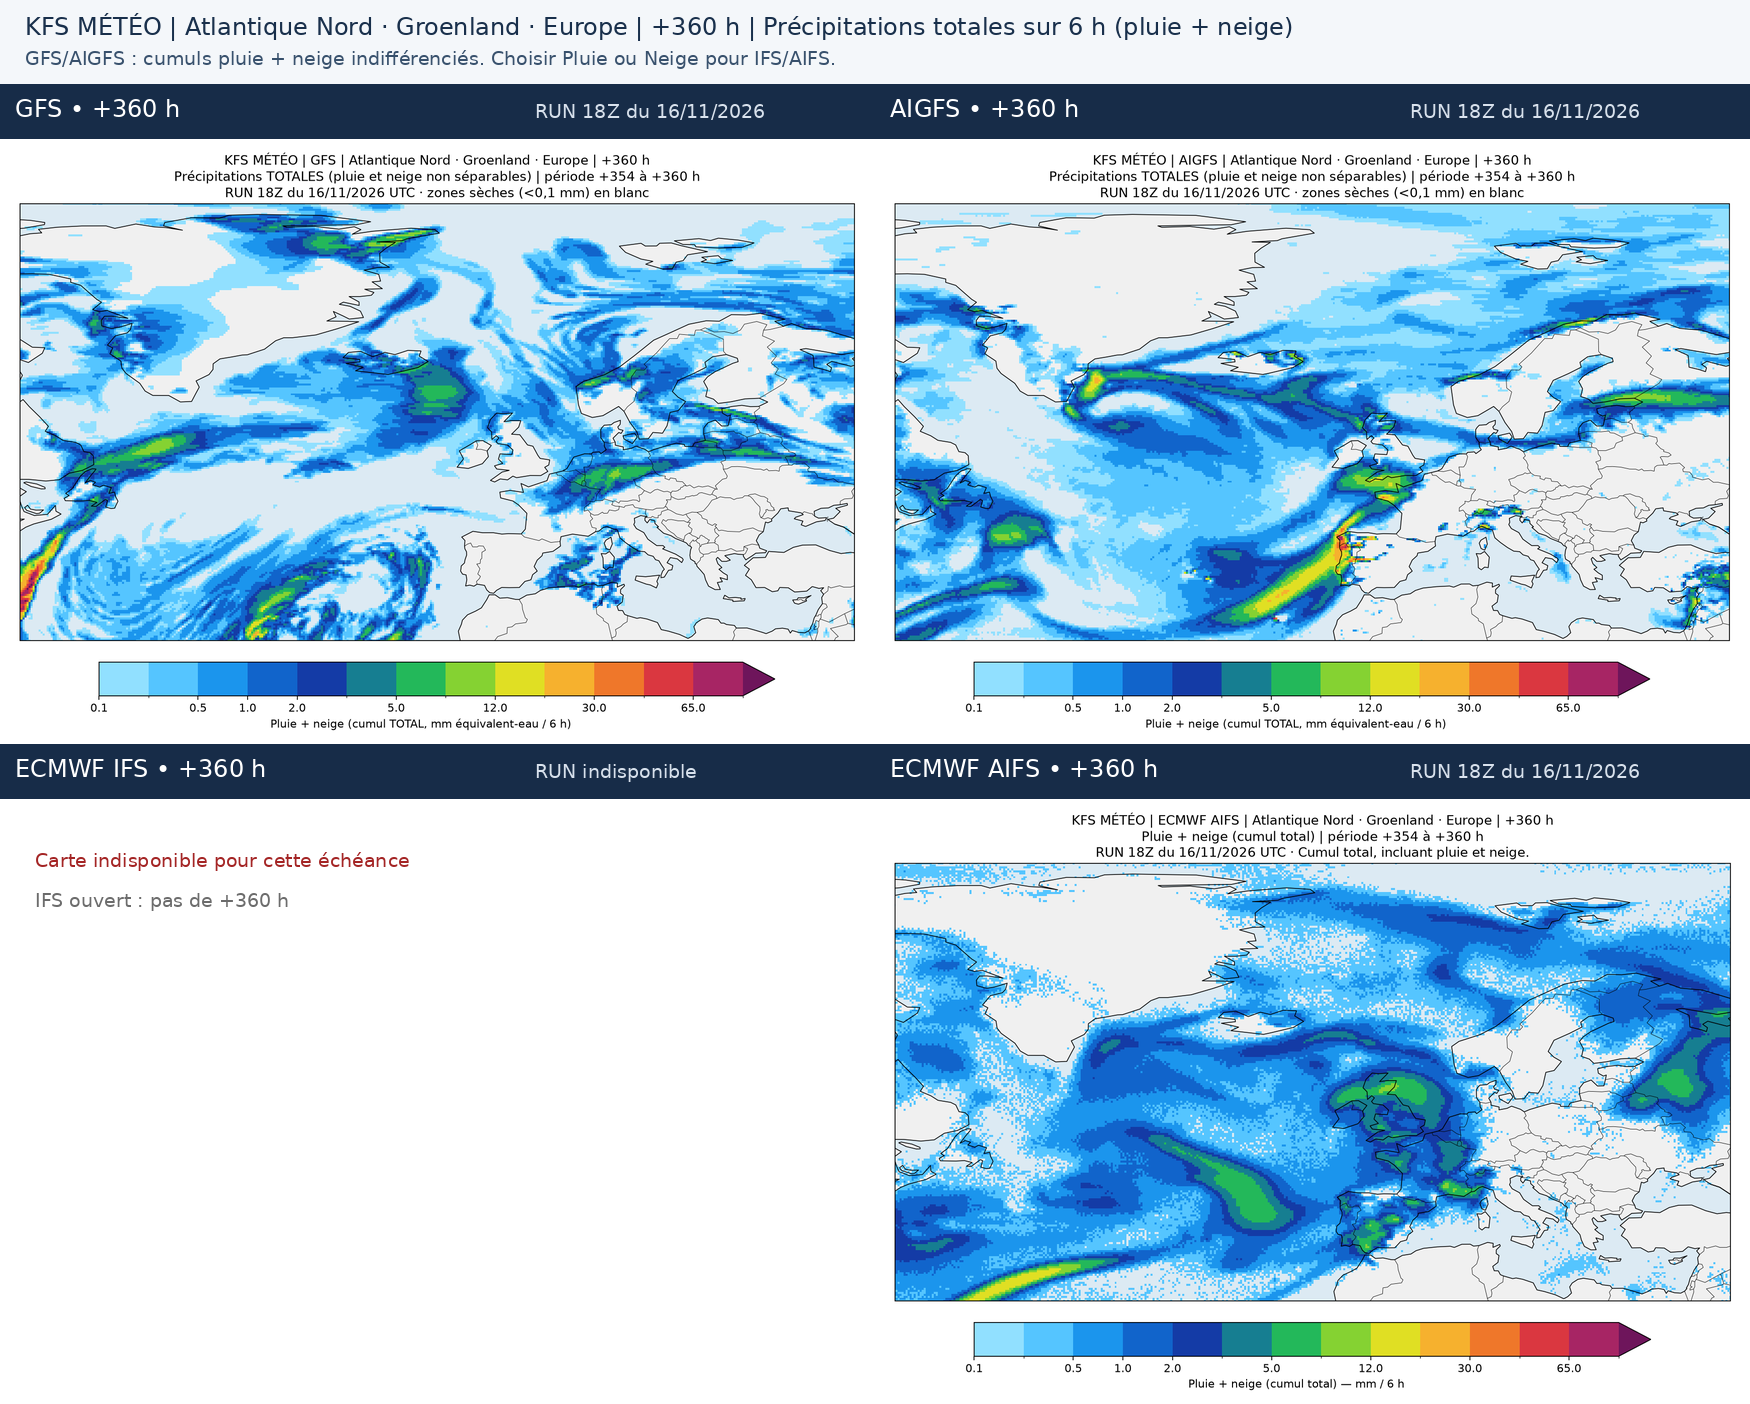 KFS MÉTÉO | Atlantique Nord · Groenland · Europe | +360 h | Précipitations totales sur 6 h (pluie + neige)
GFS/AIGFS : cumuls pluie + neige indifférenciés. Choisir Pluie ou Neige pour IFS/AIFS.
GFS • +360 h
RUN 18Z du 16/11/2026
AIGFS • +360 h
RUN 18Z du 16/11/2026
KFS MÉTÉO | GFS | Atlantique Nord · Groenland · Europe | +360 h
Précipitations TOTALES (pluie et neige non séparables) | période +354 à +360 h
RUN 18Z du 16/11/2026 UTC · zones sèches (<0,1 mm) en blanc
KFS MÉTÉO | AIGFS | Atlantique Nord · Groenland · Europe | +360 h
Précipitations TOTALES (pluie et neige non séparables) | période +354 à +360 h
RUN 18Z du 16/11/2026 UTC · zones sèches (<0,1 mm) en blanc
0.1 0.5 1.0 2.0 5.0 12.0 30.0 65.0
Pluie + neige (cumul TOTAL, mm équivalent-eau / 6 h)
0.1 0.5 1.0 2.0 5.0 12.0 30.0 65.0
Pluie + neige (cumul TOTAL, mm équivalent-eau / 6 h)
ECMWF IFS • +360 h
RUN indisponible
ECMWF AIFS • +360 h
RUN 18Z du 16/11/2026
Carte indisponible pour cette échéance
IFS ouvert : pas de +360 h
KFS MÉTÉO | ECMWF AIFS | Atlantique Nord · Groenland · Europe | +360 h
Pluie + neige (cumul total) | période +354 à +360 h
RUN 18Z du 16/11/2026 UTC · Cumul total, incluant pluie et neige.
0.1 0.5 1.0 2.0 5.0 12.0 30.0 65.0
Pluie + neige (cumul total) — mm / 6 h